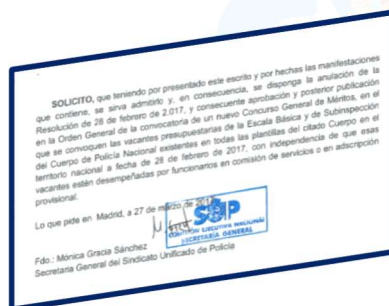 SOLICITO, que teniendo por presentado este escrito y por hechas las manifestaciones
que contiene, se sirva admitirlo y, en consecuencia, se disponga la anulación de la
Resolución de 28 de febrero de 2.017, y consecuente aprobación y posterior publicación
en la Orden General de la convocatoria de un nuevo Concurso General de Méritos, en el
que se convoquen las vacantes presupuestarias de la Escala Básica y de Subinspección
del Cuerpo de Policía Nacional existentes en todas las plantillas del citado Cuerpo en el
territorio nacional a fecha de 28 de febrero de 2017, con independencia de que esas
vacantes estén desempeñadas por funcionarios en comisión de servicios o en adscripción
provisional.
Lo que pide en Madrid, a 27 de marzo de
SUP
COMISIÓN EJECUTIVA NACIONAL
SECRETARÍA GENERAL
Fdo.: Mónica Gracia Sánchez
Secretaria General del Sindicato Unificado de Policía